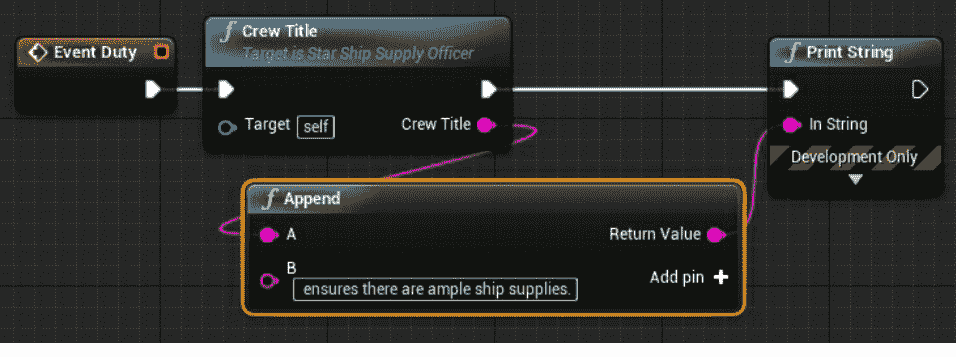 Event Duty
f Crew Title
Target is Star Ship Supply Officer
Target self
Crew Title
f Print String
In String
Development Only
f Append
A
Return Value
B
ensures there are ample ship supplies.
Add pin +